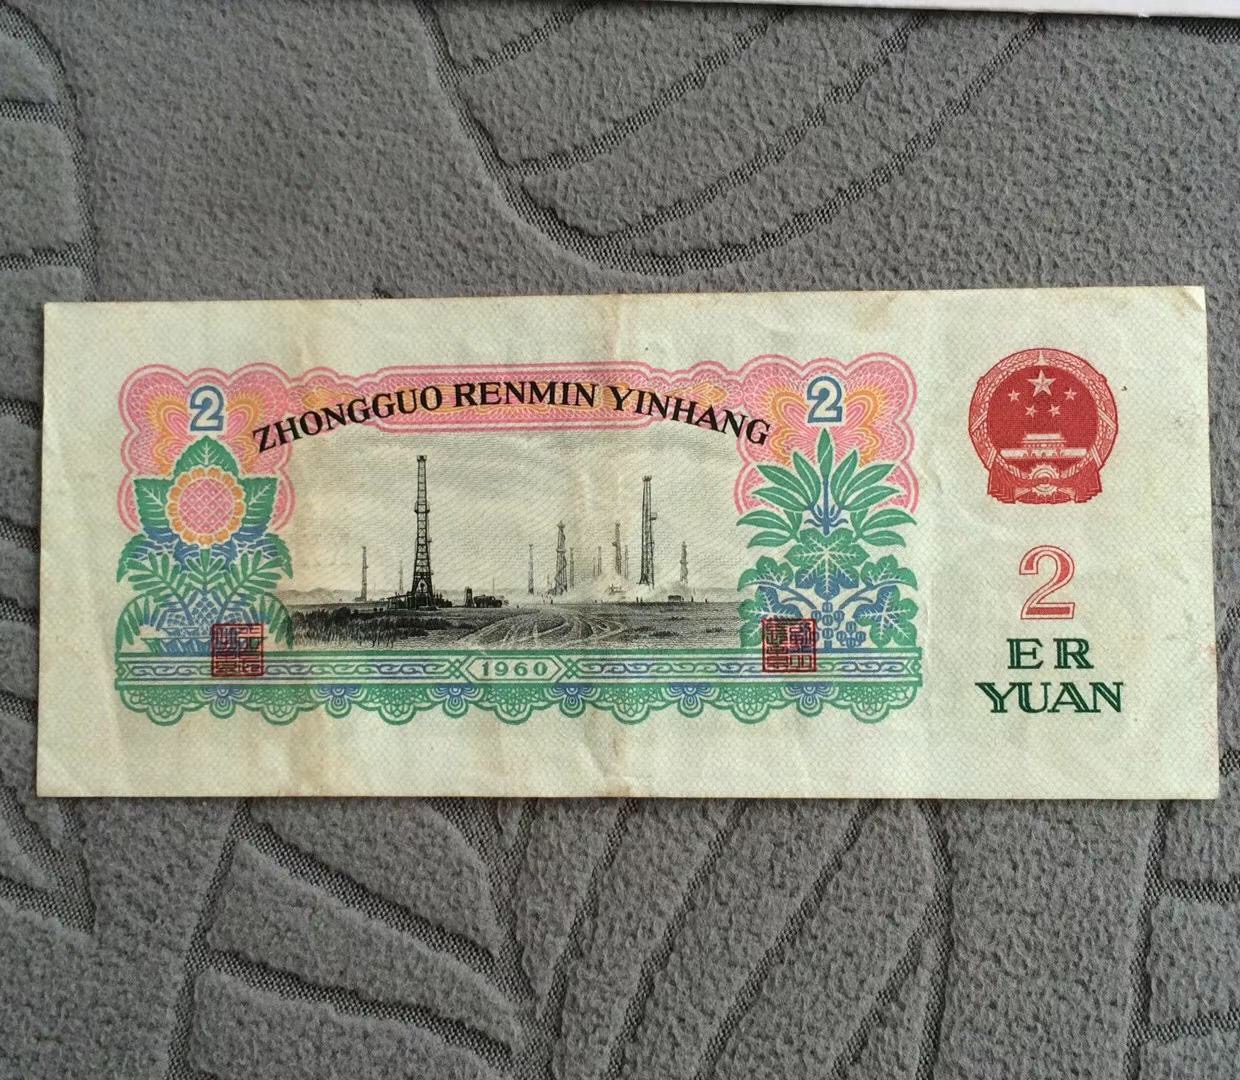 2
2
ZHONGGUO RENMIN YINHANG
1960
2
ER
YUAN